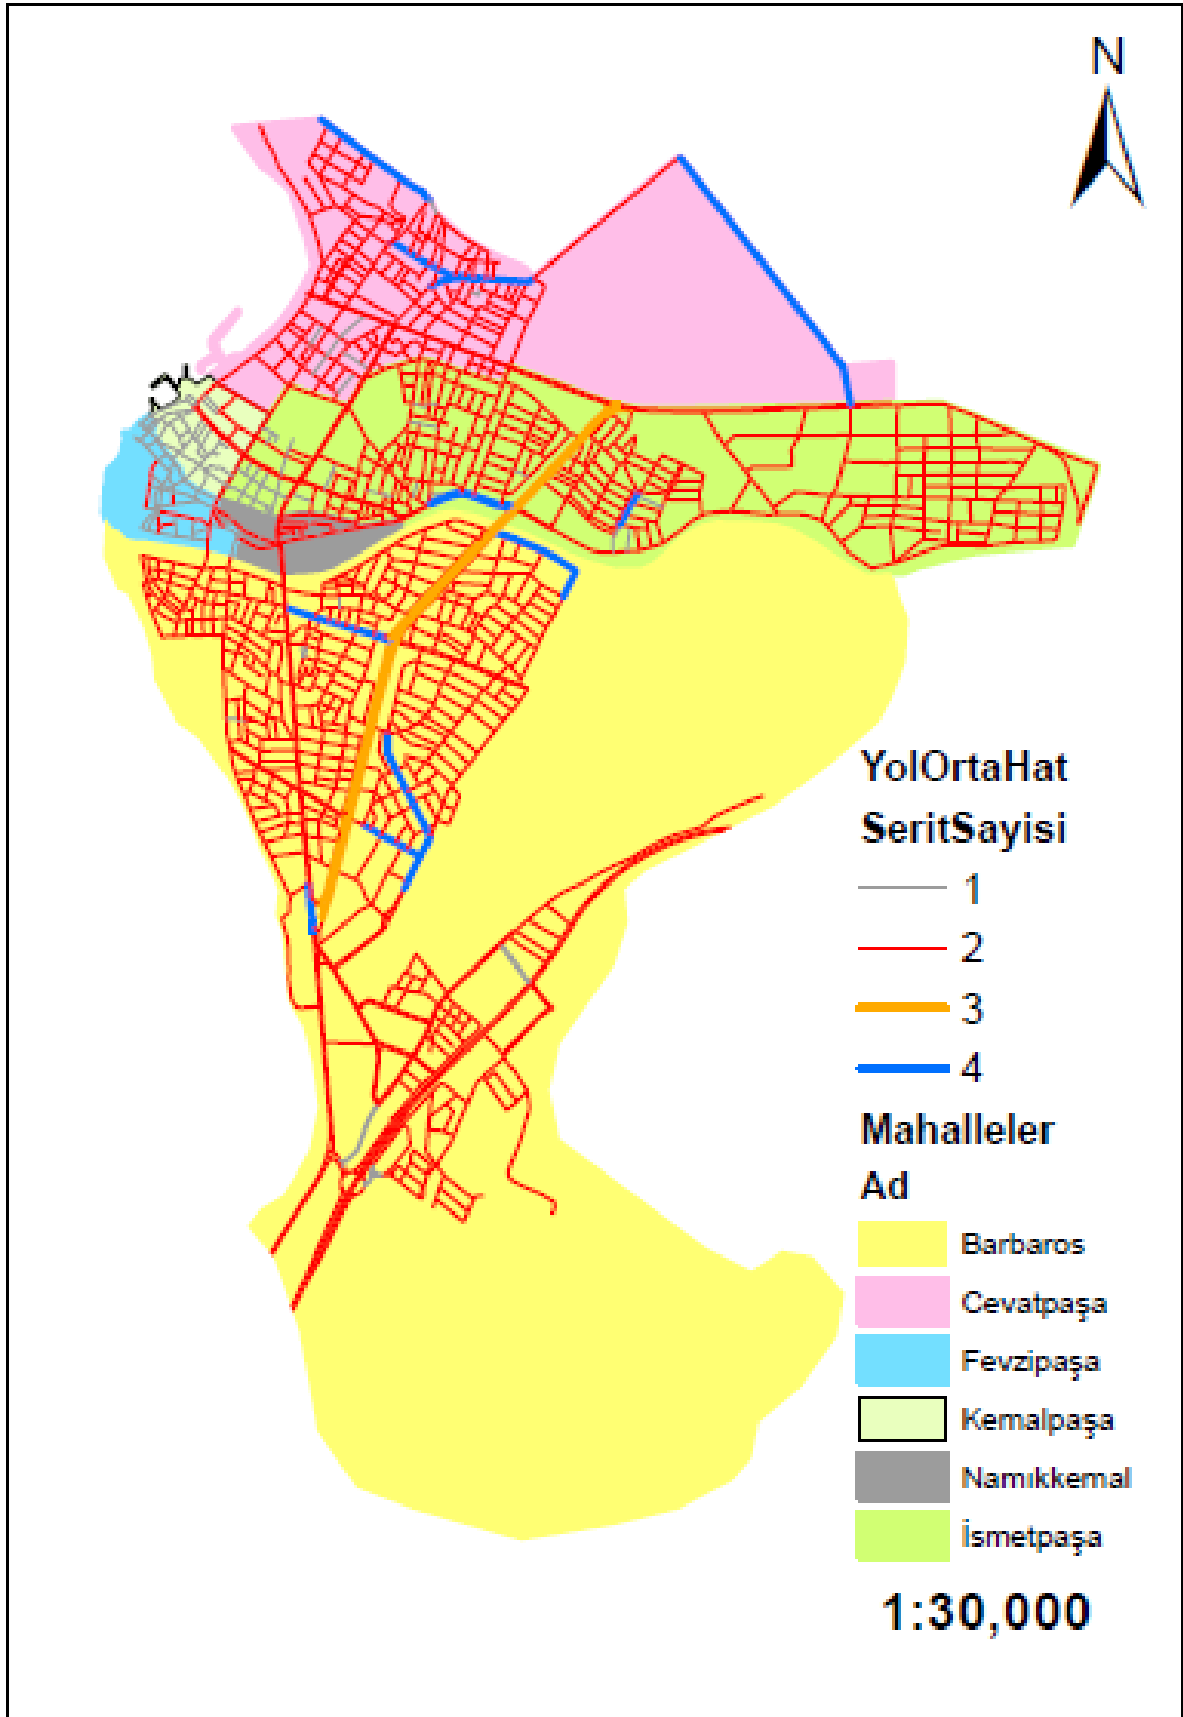 N
YolOrtaHat
SeritSayisi
1
2
3
4
Mahalleler
Ad
Barbaros
Cevatpaşa
Fevzipaşa
Kemalpaşa
Namıkkemal
İsmetpaşa
1:30,000